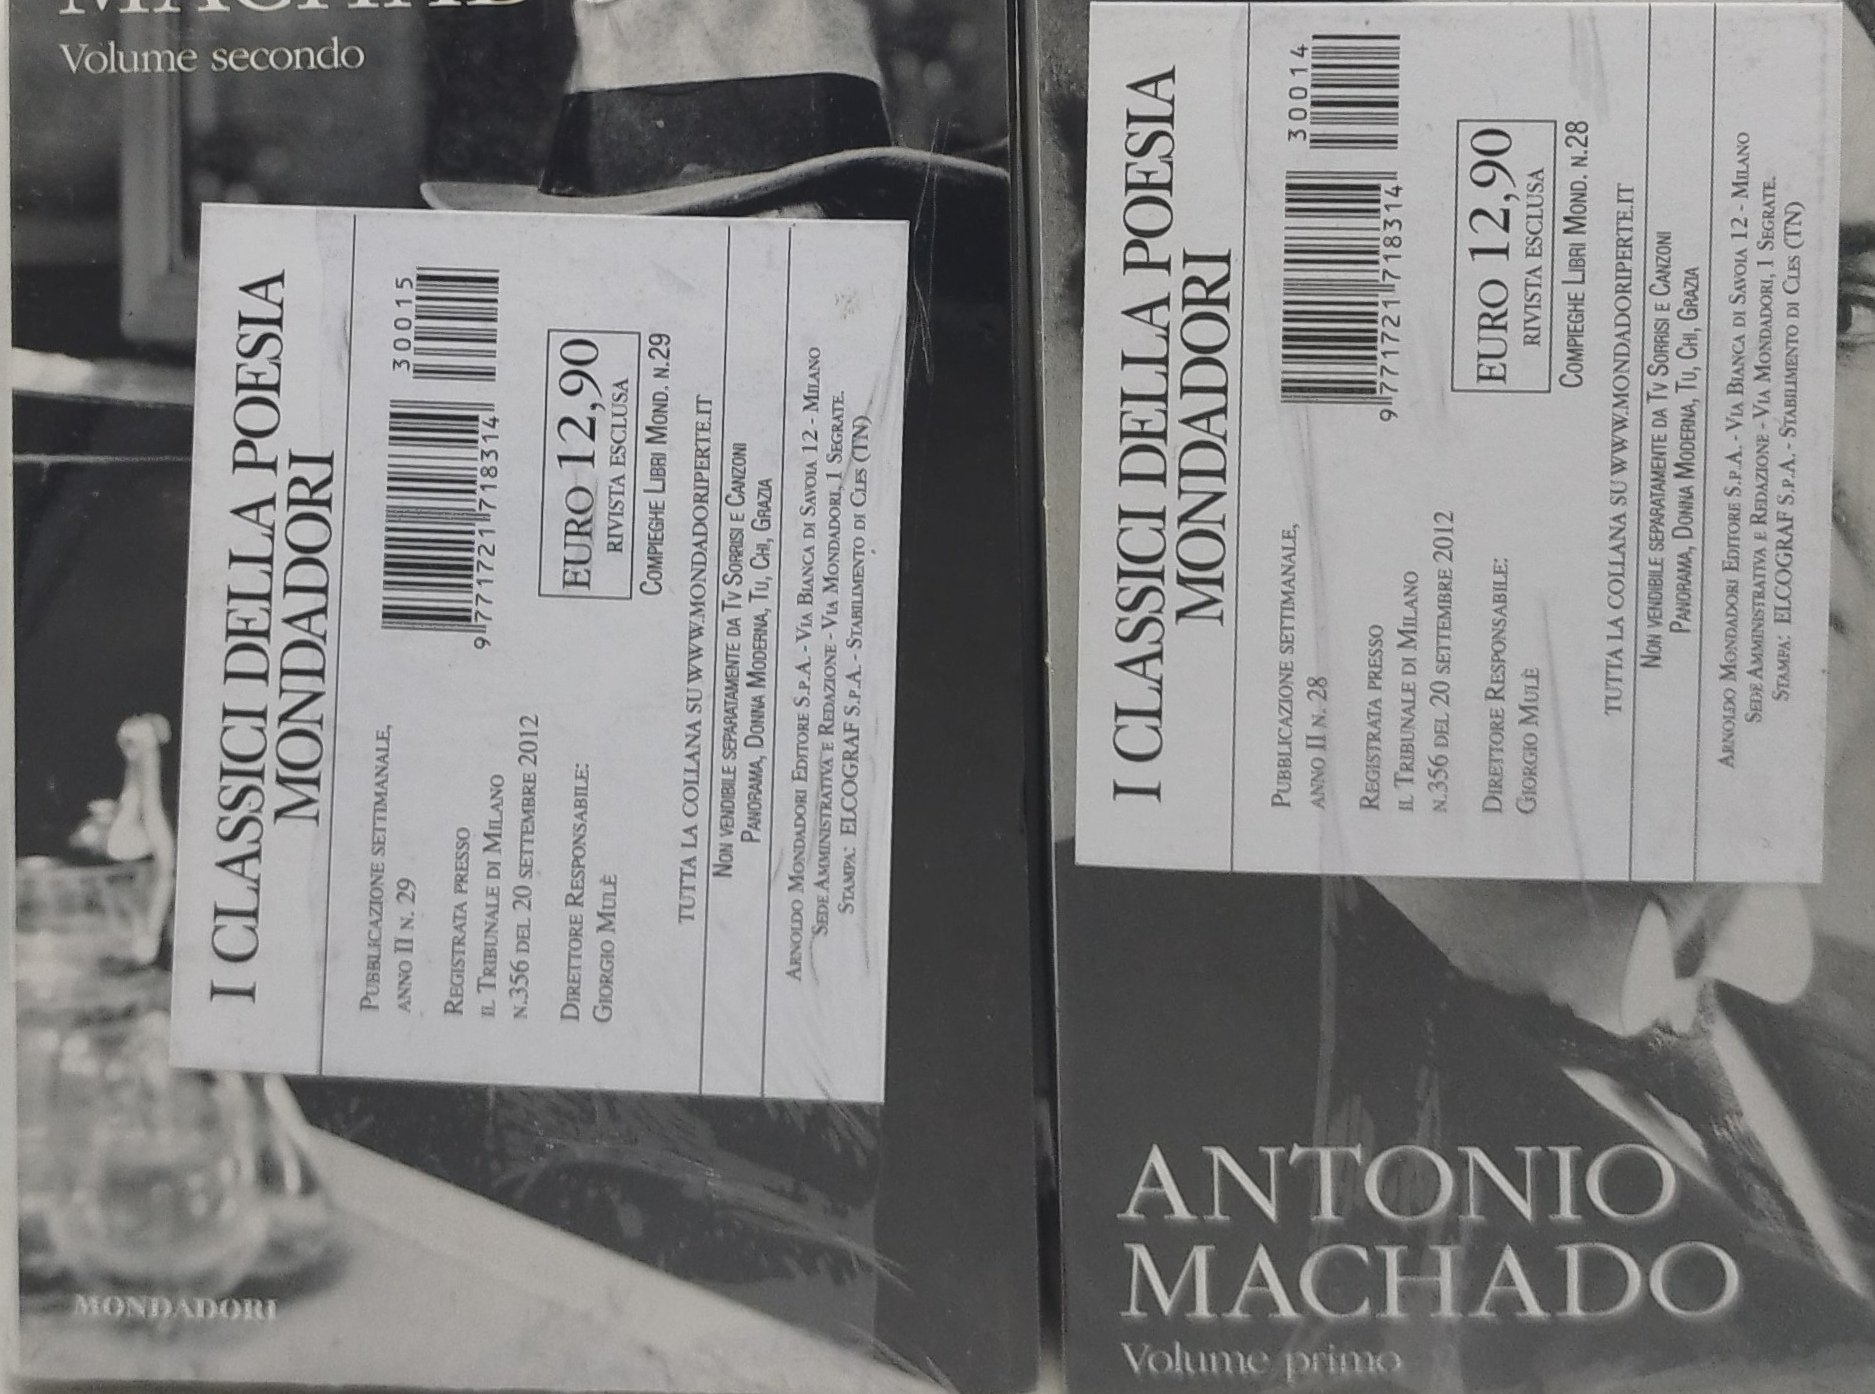 Volume secondo
I CLASSICI DELLA POESIA
MONDADORI
PUBBLICAZIONE SETTIMANALE,
ANNO II N. 29
REGISTRATA PRESSO
IL TRIBUNALE DI MILANO
N.356 DEL 20 SETTEMBRE 2012
DIRETTORE RESPONSABILE:
GIORGIO MULÈ
30015
9 771721 718314
EURO 12,90
RIVISTA ESCLUSA
COMPIEGHE LIBRI MOND. N.29
TUTTA LA COLLANA SU WWW.MONDADORIPERTE.IT
NON VENDIBILE SEPARATAMENTE DA TV SORRISI E CANZONI
PANORAMA, DONNA MODERNA, TU, CHI, GRAZIA
ARNOLDO MONDADORI EDITORE S.P.A. - VIA BIANCA DI SAVOIA 12 - MILANO
SEDE AMMINISTRATIVA E REDAZIONE - VIA MONDADORI, 1 SEGRATE.
STAMPA: ELCOGRAF S.P.A. - STABILIMENTO DI CLES (TN)
MONDADORI
I CLASSICI DELLA POESIA
MONDADORI
PUBBLICAZIONE SETTIMANALE,
ANNO II N. 28
REGISTRATA PRESSO
IL TRIBUNALE DI MILANO
N.356 DEL 20 SETTEMBRE 2012
DIRETTORE RESPONSABILE:
GIORGIO MULÈ
30014
9 771721 718314
EURO 12,90
RIVISTA ESCLUSA
COMPIEGHE LIBRI MOND. N.28
TUTTA LA COLLANA SU WWW.MONDADORIPERTE.IT
NON VENDIBILE SEPARATAMENTE DA TV SORRISI E CANZONI
PANORAMA, DONNA MODERNA, TU, CHI, GRAZIA
ARNOLDO MONDADORI EDITORE S.P.A. - VIA BIANCA DI SAVOIA 12 - MILANO
SEDE AMMINISTRATIVA E REDAZIONE - VIA MONDADORI, 1 SEGRATE.
STAMPA: ELCOGRAF S.P.A. - STABILIMENTO DI CLES (TN)
ANTONIO
MACHADO
Volume primo